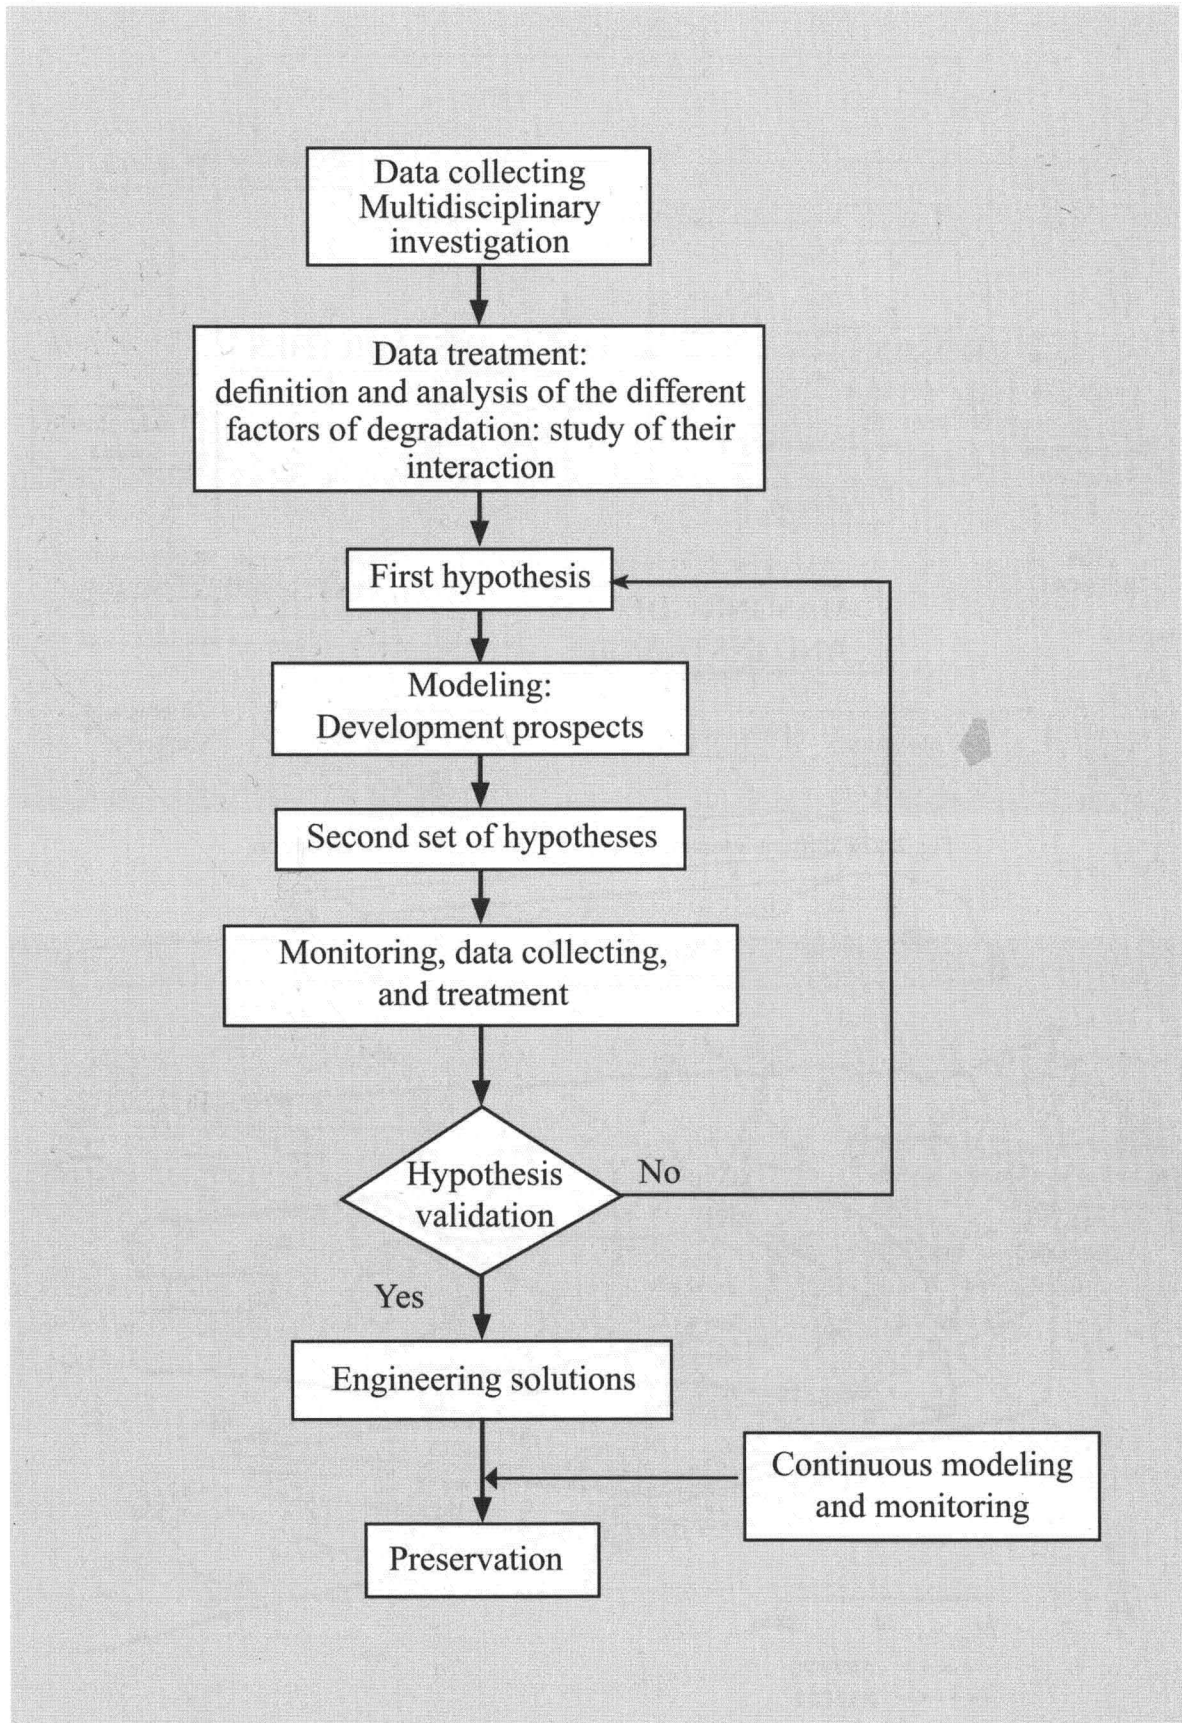 Data collecting
Multidisciplinary
investigation
Data treatment:
definition and analysis of the different
factors of degradation: study of their
interaction
First hypothesis
Modeling:
Development prospects
Second set of hypotheses
Monitoring, data collecting,
and treatment
Hypothesis
validation
No
Yes
Engineering solutions
Continuous modeling
and monitoring
Preservation